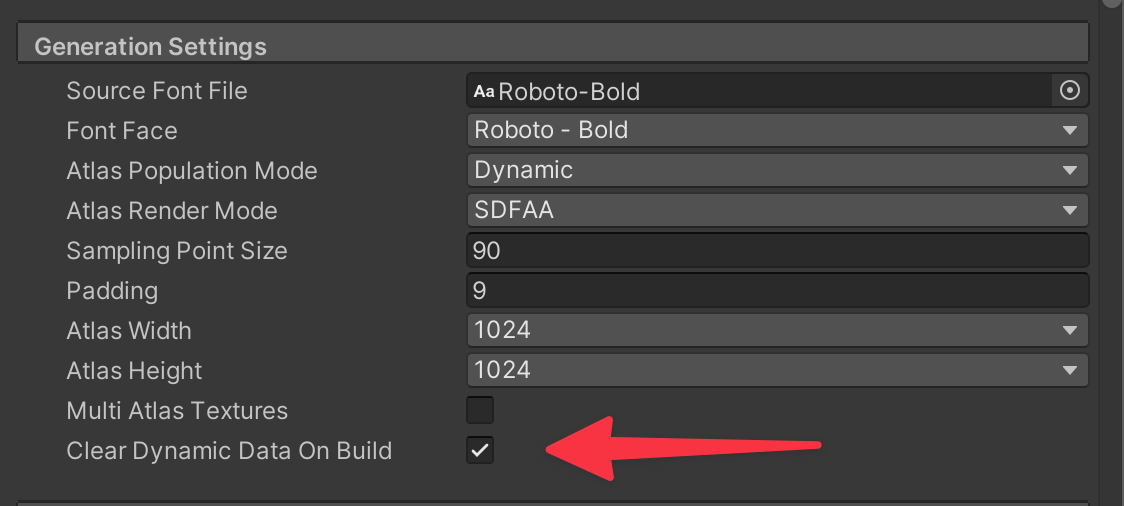 Generation Settings
Source Font File Aa Roboto-Bold
Font Face Roboto - Bold
Atlas Population Mode Dynamic
Atlas Render Mode SDFAA
Sampling Point Size 90
Padding 9
Atlas Width 1024
Atlas Height 1024
Multi Atlas Textures
Clear Dynamic Data On Build